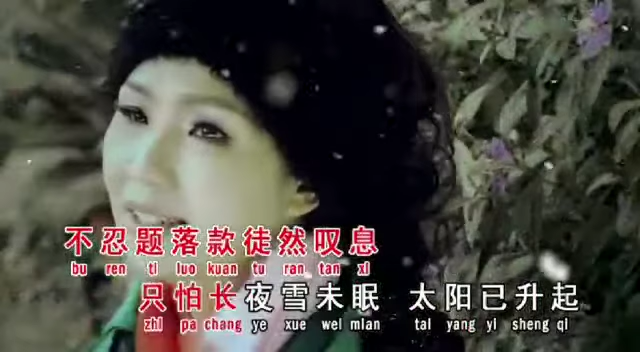 不忍题落款徒然叹息
bu ren ti luo kuan tu ran tan xi
只怕长夜雪未眠 太阳已升起
zhi pa chang ye xue wei mian tai yang yi sheng qi